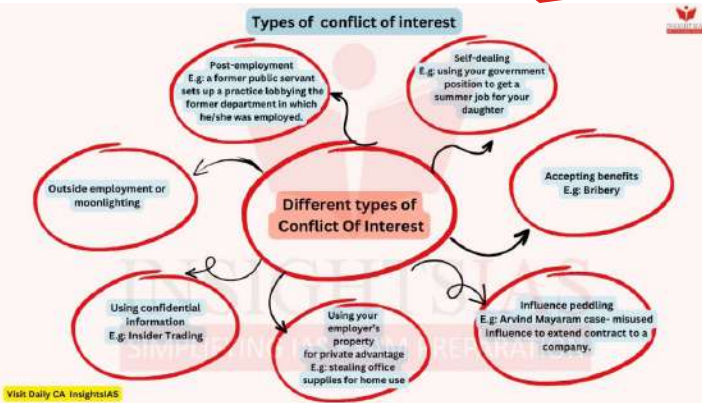 Types of conflict of interest
Post-employment
E.g: a former public servant
sets up a practice lobbying the
former department in which
he/she was employed.
Self-dealing
E.g: using your government
position to get a
summer job for your
daughter
Outside employment or
moonlighting
Different types of
Conflict Of Interest
Accepting benefits
E.g: Bribery
Using confidential
information
E.g: Insider Trading
Using your
employer's
property
for private advantage
E.g: stealing office
supplies for home use
Influence peddling
E.g: Arvind Mayaram case- misused
influence to extend contract to a
company.
INSIGHTSIAS
SIMPLIFYING IAS EXAM PREPARATION
Visit Daily CA InsightsIAS